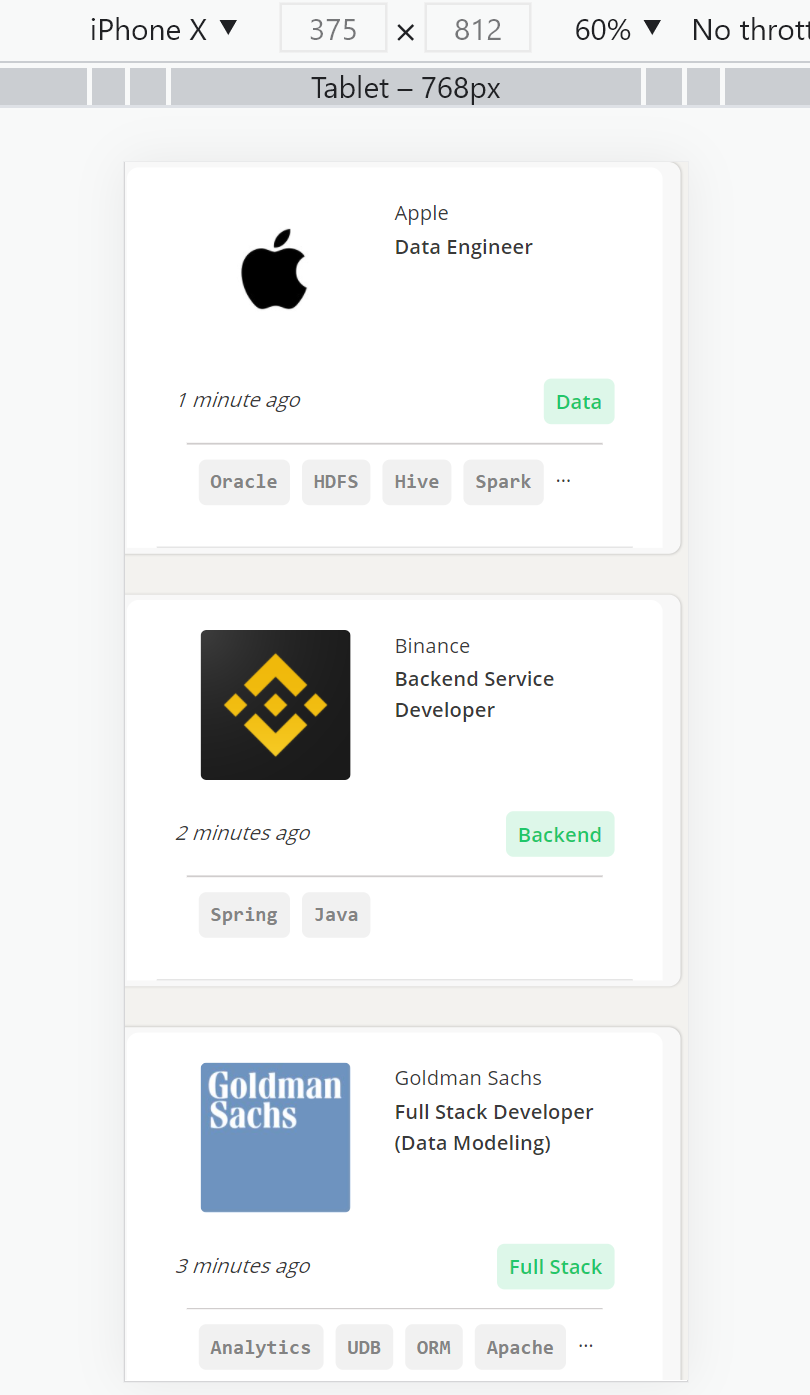 iPhone X ▼ 375 × 812 60% ▼ No thrott
Tablet – 768px
Apple
Data Engineer
1 minute ago Data
Oracle HDFS Hive Spark ...
Binance
Backend Service
Developer
2 minutes ago Backend
Spring Java
Goldman
Sachs
Goldman Sachs
Full Stack Developer
(Data Modeling)
3 minutes ago Full Stack
Analytics UDB ORM Apache ...